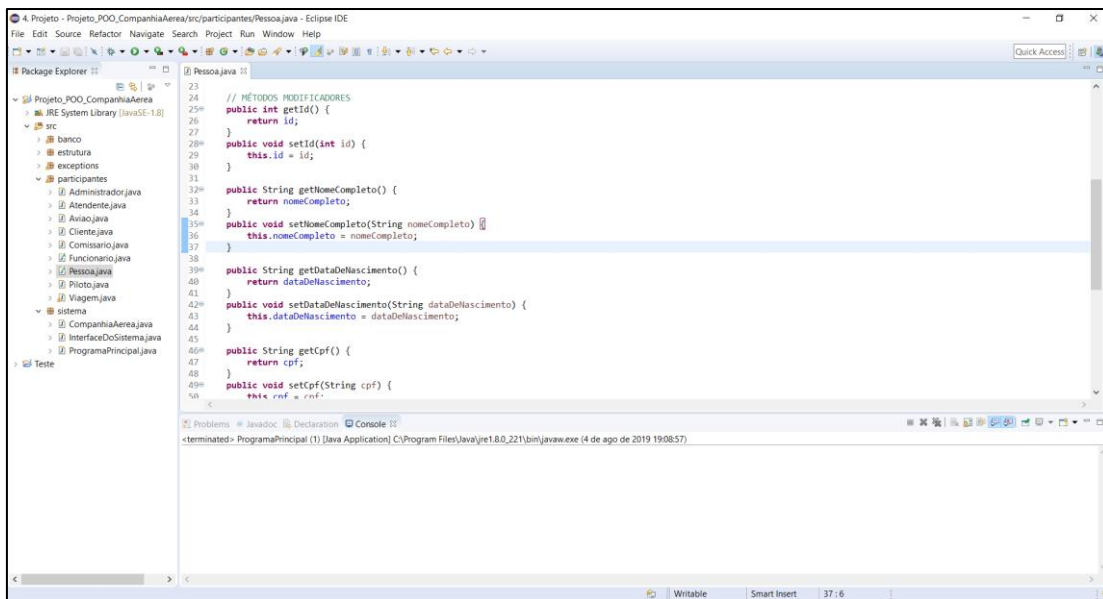 4. Projeto - Projeto_POO_CompanhiaAerea/src/participantes/Pessoa.java - Eclipse IDE
File Edit Source Refactor Navigate Search Project Run Window Help
Quick Access
Package Explorer
Projeto_POO_CompanhiaAerea
JRE System Library [JavaSE-1.8]
src
banco
estrutura
exceptions
participantes
Administrador.java
Atendente.java
Aviao.java
Cliente.java
Comissario.java
Funcionario.java
Pessoa.java
Piloto.java
Viagem.java
sistema
CompanhiaAerea.java
InterfaceDoSistema.java
ProgramaPrincipal.java
Teste
Pessoa.java
23
24 // MÉTODOS MODIFICADORES
25 public int getId() {
26 return id;
27 }
28 public void setId(int id) {
29 this.id = id;
30 }
31
32 public String getNomeCompleto() {
33 return nomeCompleto;
34 }
35 public void setNomeCompleto(String nomeCompleto) {
36 this.nomeCompleto = nomeCompleto;
37 }
38
39 public String getDataDeNascimento() {
40 return dataDeNascimento;
41 }
42 public void setDataDeNascimento(String dataDeNascimento) {
43 this.dataDeNascimento = dataDeNascimento;
44 }
45
46 public String getCpf() {
47 return cpf;
48 }
49 public void setCpf(String cpf) {
50 this.cpf = cpf;
Problems Javadoc Declaration Console
<terminated> ProgramaPrincipal (1) [Java Application] C:\Program Files\Java\jre1.8.0_221\bin\javaw.exe (4 de ago de 2019 19:08:57)
Writable Smart Insert 37 : 6